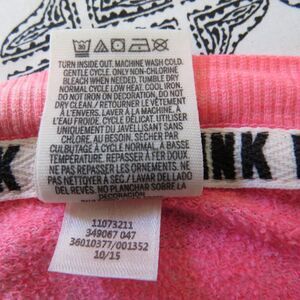 30
TURN INSIDE OUT. MACHINE WASH COLD.
GENTLE CYCLE. ONLY NON-CHLORINE
BLEACH WHEN NEEDED. TUMBLE DRY
NORMAL CYCLE LOW HEAT. COOL IRON.
DO NOT IRON ON DECORATION. DO NOT
DRY CLEAN. / RETOURNER LE VÊTEMENT
À L'ENVERS. LAVER À LA MACHINE, À
L'EAU FROIDE. CYCLE DÉLICAT. UTILISER
UNIQUEMENT DU JAVELLISANT SANS
CHLORE, AU BESOIN. SÉCHER PAR
CULBUTAGE À CYCLE NORMAL, À BASSE
TEMPÉRATURE. REPASSER À FER DOUX.
NE PAS REPASSER LES ORNEMENTS. NE
PAS NETTOYER À SEC./ LAVAR DEL LADO
DEL REVÉS. NO PLANCHAR SOBRE LA
DECORACIÓN
NK
INK
11073211
349067 047
36010377/001352
10/15